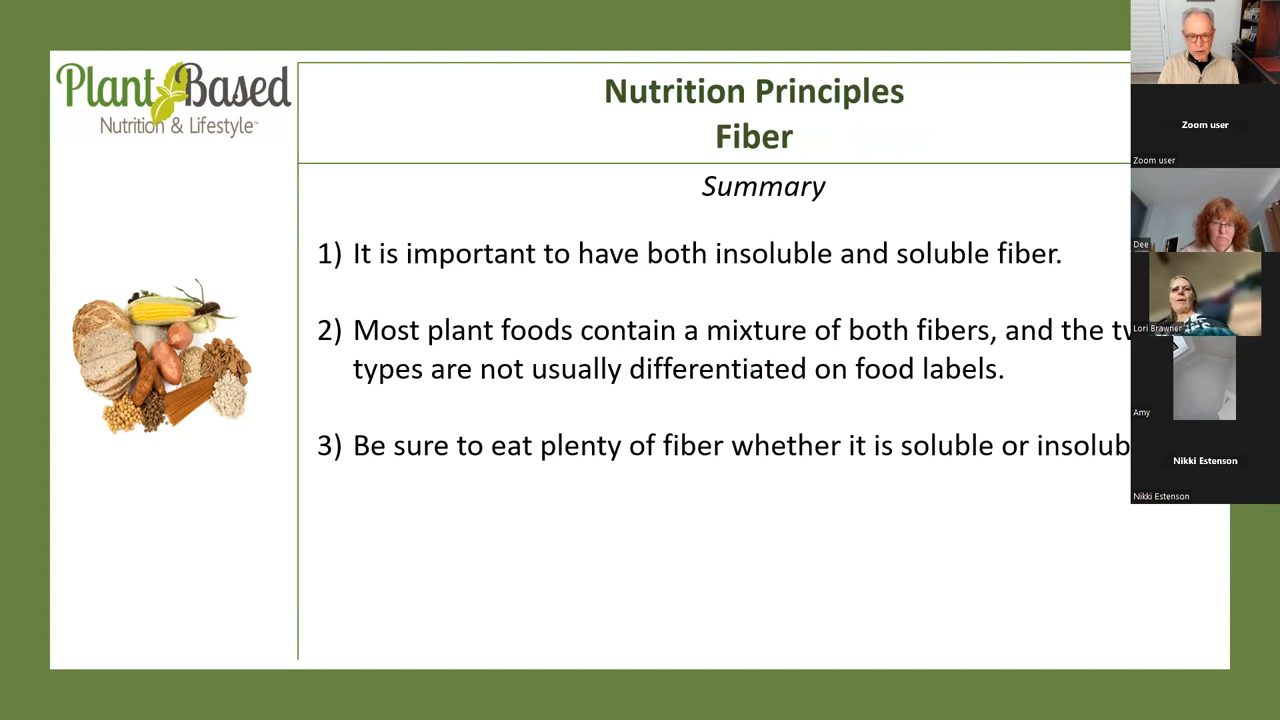 Plant Based
Nutrition & Lifestyle™
Nutrition Principles
Fiber
Summary
1) It is important to have both insoluble and soluble fiber.
2) Most plant foods contain a mixture of both fibers, and the
types are not usually differentiated on food labels.
3) Be sure to eat plenty of fiber whether it is soluble or
Zoom user
Zoom user
Dee
Lori Brawner
Amy
Nikki Estenson
Nikki Estenson